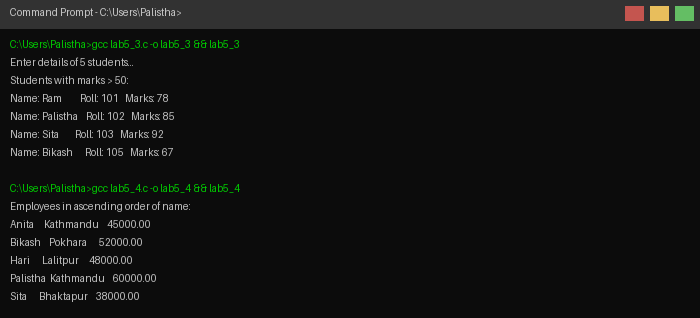 Command Prompt - C:\Users\Palistha>
C:\Users\Palistha>gcc lab5_3.c -o lab5_3 && lab5_3
Enter details of 5 students...
Students with marks > 50:
Name: Ram Roll: 101 Marks: 78
Name: Palistha Roll: 102 Marks: 85
Name: Sita Roll: 103 Marks: 92
Name: Bikash Roll: 105 Marks: 67
C:\Users\Palistha>gcc lab5_4.c -o lab5_4 && lab5_4
Employees in ascending order of name:
Anita Kathmandu 45000.00
Bikash Pokhara 52000.00
Hari Lalitpur 48000.00
Palistha Kathmandu 60000.00
Sita Bhaktapur 38000.00